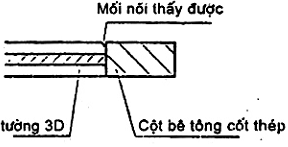 Mối nối thấy được
tường 3D
Cột bê tông cốt thép